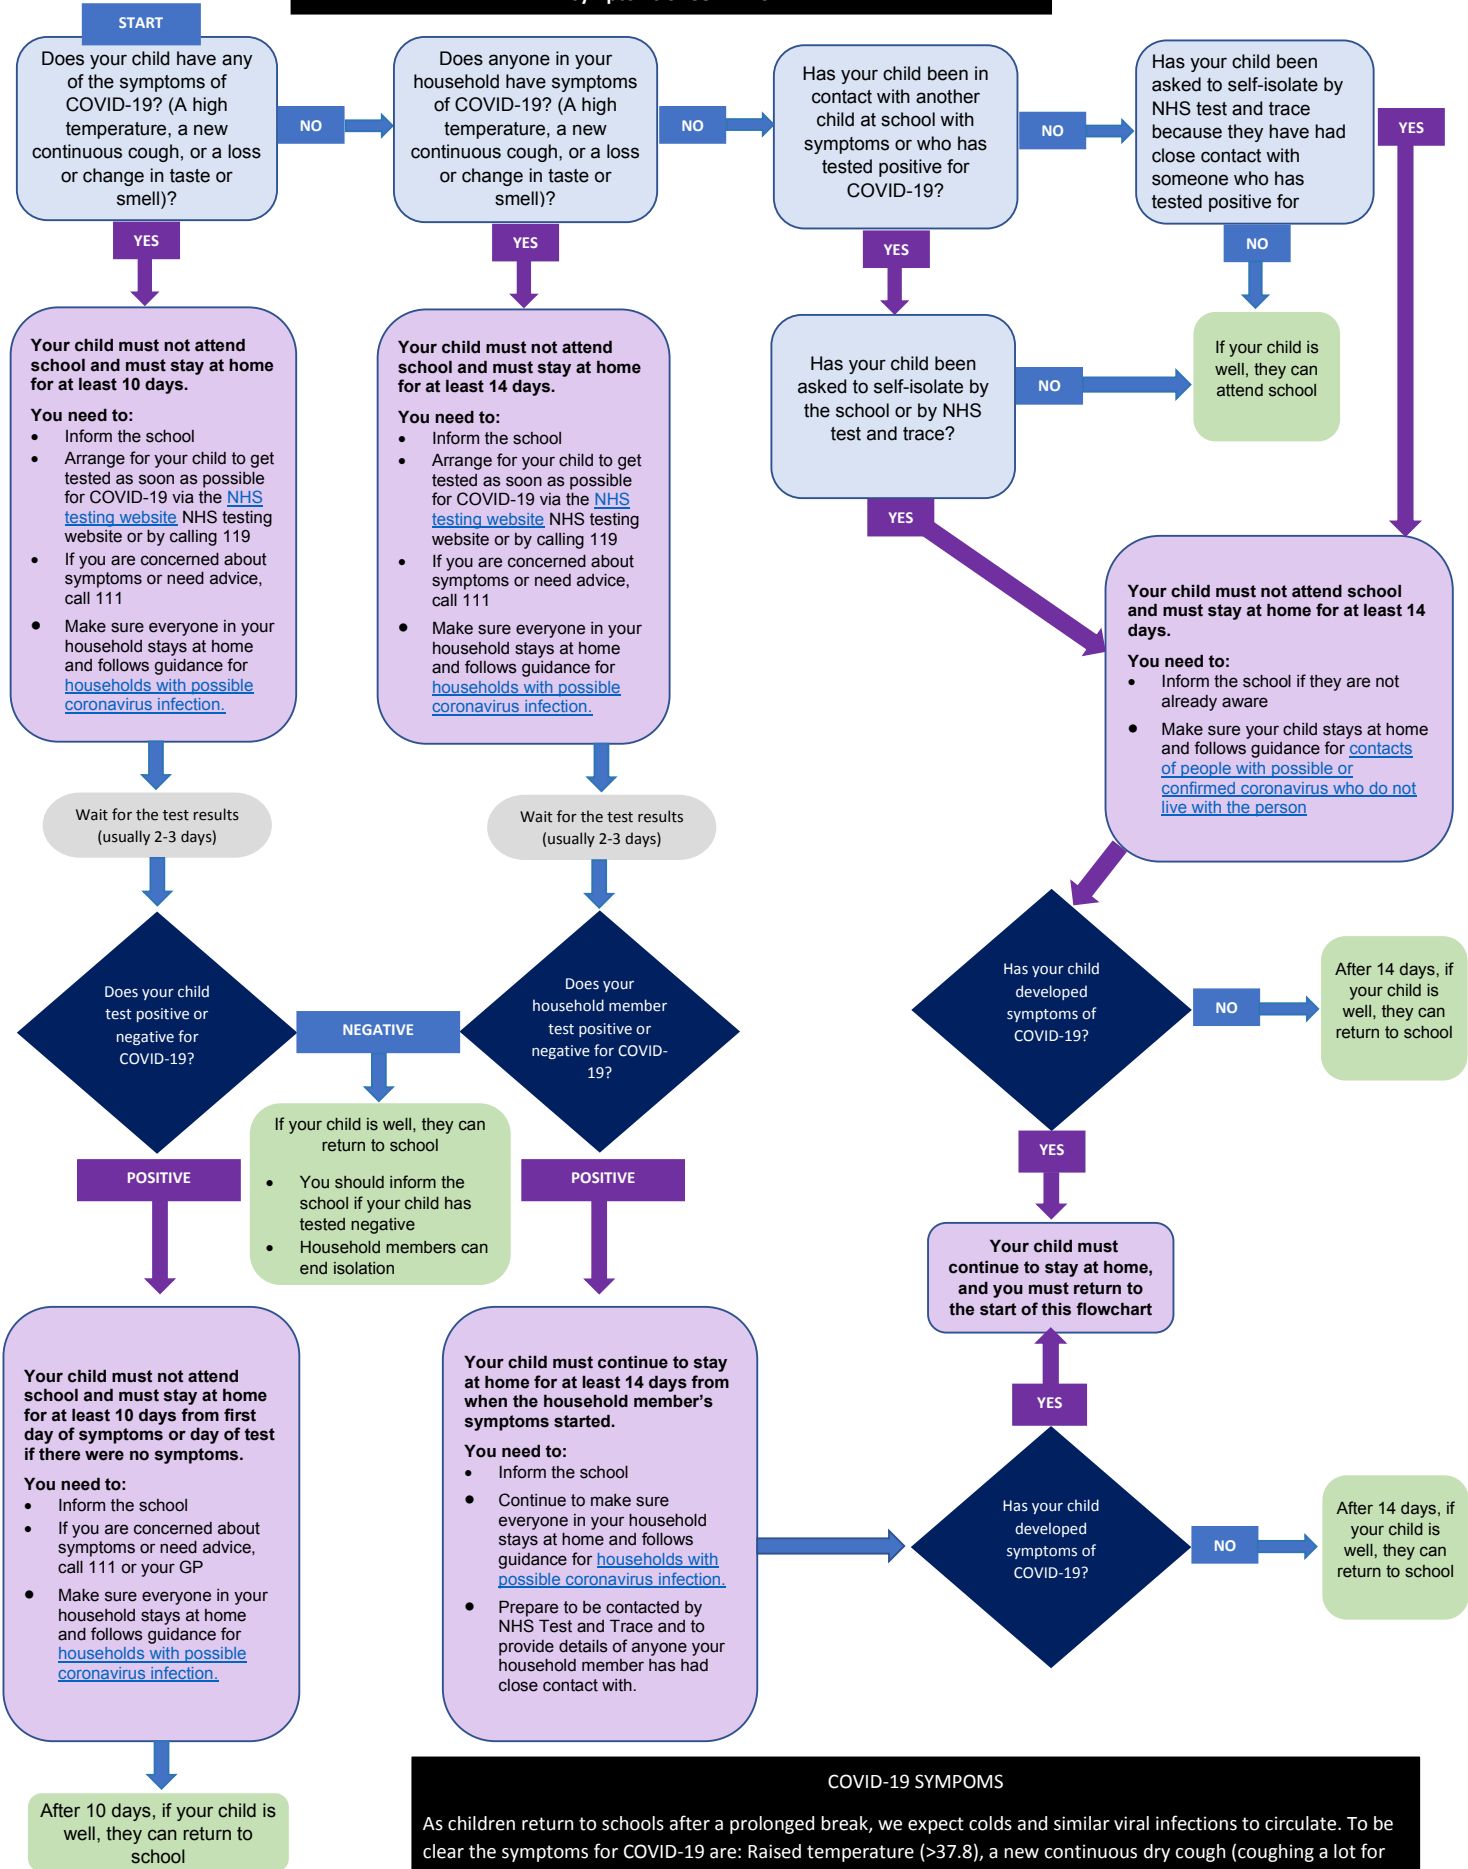 START
Does your child have any
of the symptoms of
COVID-19? (A high
temperature, a new
continuous cough, or a loss
or change in taste or
smell)?
NO
Does anyone in your
household have symptoms
of COVID-19? (A high
temperature, a new
continuous cough, or a loss
or change in taste or
smell)?
NO
Has your child been in
contact with another
child at school with
symptoms or who has
tested positive for
COVID-19?
NO
Has your child been
asked to self-isolate by
NHS test and trace
because they have had
close contact with
someone who has
tested positive for
YES
YES
YES
YES
NO
Your child must not attend
school and must stay at home
for at least 10 days.
You need to:
• Inform the school
• Arrange for your child to get
tested as soon as possible
for COVID-19 via the NHS
testing website NHS testing
website or by calling 119
• If you are concerned about
symptoms or need advice,
call 111
• Make sure everyone in your
household stays at home
and follows guidance for
households with possible
coronavirus infection.
Your child must not attend
school and must stay at home
for at least 14 days.
You need to:
• Inform the school
• Arrange for your child to get
tested as soon as possible
for COVID-19 via the NHS
testing website NHS testing
website or by calling 119
• If you are concerned about
symptoms or need advice,
call 111
• Make sure everyone in your
household stays at home
and follows guidance for
households with possible
coronavirus infection.
Has your child been
asked to self-isolate by
the school or by NHS
test and trace?
NO
If your child is
well, they can
attend school
YES
Your child must not attend school
and must stay at home for at least 14
days.
You need to:
• Inform the school if they are not
already aware
• Make sure your child stays at home
and follows guidance for contacts
of people with possible or
confirmed coronavirus who do not
live with the person
Wait for the test results
(usually 2-3 days)
Wait for the test results
(usually 2-3 days)
Does your child
test positive or
negative for
COVID-19?
NEGATIVE
Does your
household member
test positive or
negative for COVID-
19?
Has your child
developed
symptoms of
COVID-19?
NO
After 14 days, if
your child is
well, they can
return to school
If your child is well, they can
return to school
• You should inform the
school if your child has
tested negative
• Household members can
end isolation
POSITIVE
POSITIVE
YES
Your child must
continue to stay at home,
and you must return to
the start of this flowchart
YES
Your child must not attend
school and must stay at home
for at least 10 days from first
day of symptoms or day of test
if there were no symptoms.
You need to:
• Inform the school
• If you are concerned about
symptoms or need advice,
call 111 or your GP
• Make sure everyone in your
household stays at home
and follows guidance for
households with possible
coronavirus infection.
Your child must continue to stay
at home for at least 14 days from
when the household member's
symptoms started.
You need to:
• Inform the school
• Continue to make sure
everyone in your household
stays at home and follows
guidance for households with
possible coronavirus infection.
• Prepare to be contacted by
NHS Test and Trace and to
provide details of anyone your
household member has had
close contact with.
Has your child
developed
symptoms of
COVID-19?
NO
After 14 days, if
your child is
well, they can
return to school
After 10 days, if your child is
well, they can return to
school
COVID-19 SYMPOMS
As children return to schools after a prolonged break, we expect colds and similar viral infections to circulate. To be
clear the symptoms for COVID-19 are: Raised temperature (>37.8), a new continuous dry cough (coughing a lot for